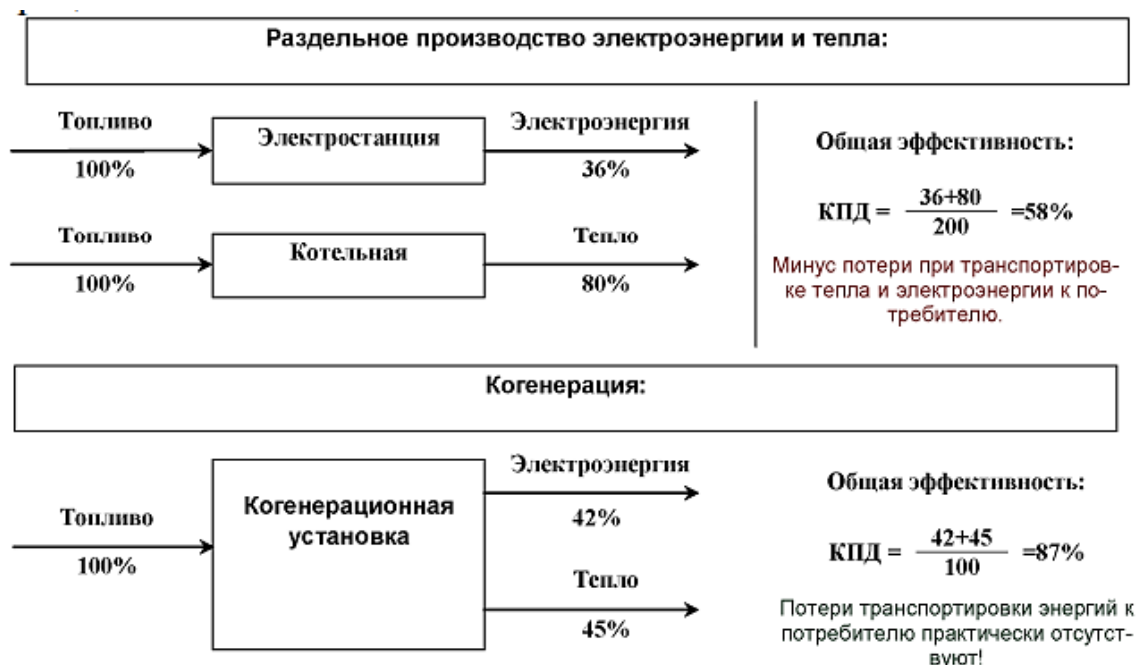 Раздельное производство электроэнергии и тепла:
Топливо
100%
Электростанция
Электроэнергия
36%
Топливо
100%
Котельная
Тепло
80%
Общая эффективность:
КПД = 36+80 =58%
200
Минус потери при транспортиров-
ке тепла и электроэнергии к по-
требителю.
Когенерация:
Топливо
100%
Когенерационная
установка
Электроэнергия
42%
Тепло
45%
Общая эффективность:
КПД = 42+45 =87%
100
Потери транспортировки энергий к
потребителю практически отсутст-
вуют!